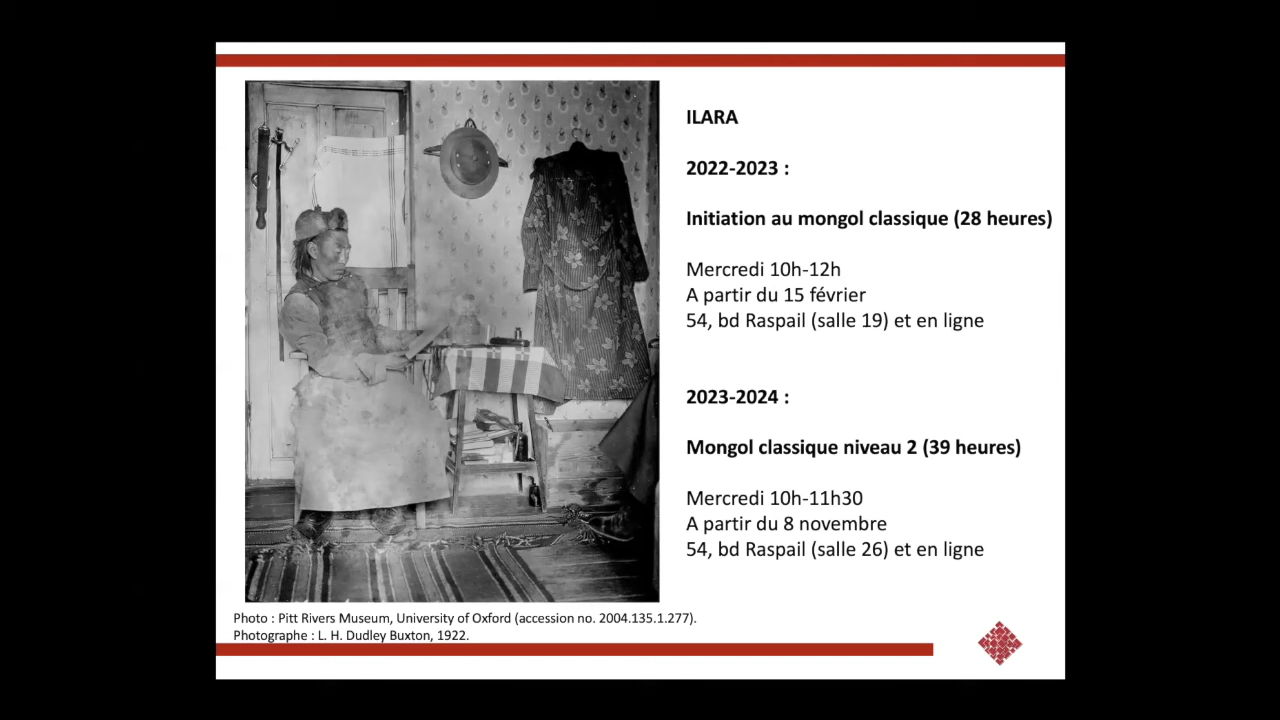 ILARA
2022-2023 :
Initiation au mongol classique (28 heures)
Mercredi 10h-12h
A partir du 15 février
54, bd Raspail (salle 19) et en ligne
2023-2024 :
Mongol classique niveau 2 (39 heures)
Mercredi 10h-11h30
A partir du 8 novembre
54, bd Raspail (salle 26) et en ligne
Photo : Pitt Rivers Museum, University of Oxford (accession no. 2004.135.1.277).
Photographe : L. H. Dudley Buxton, 1922.